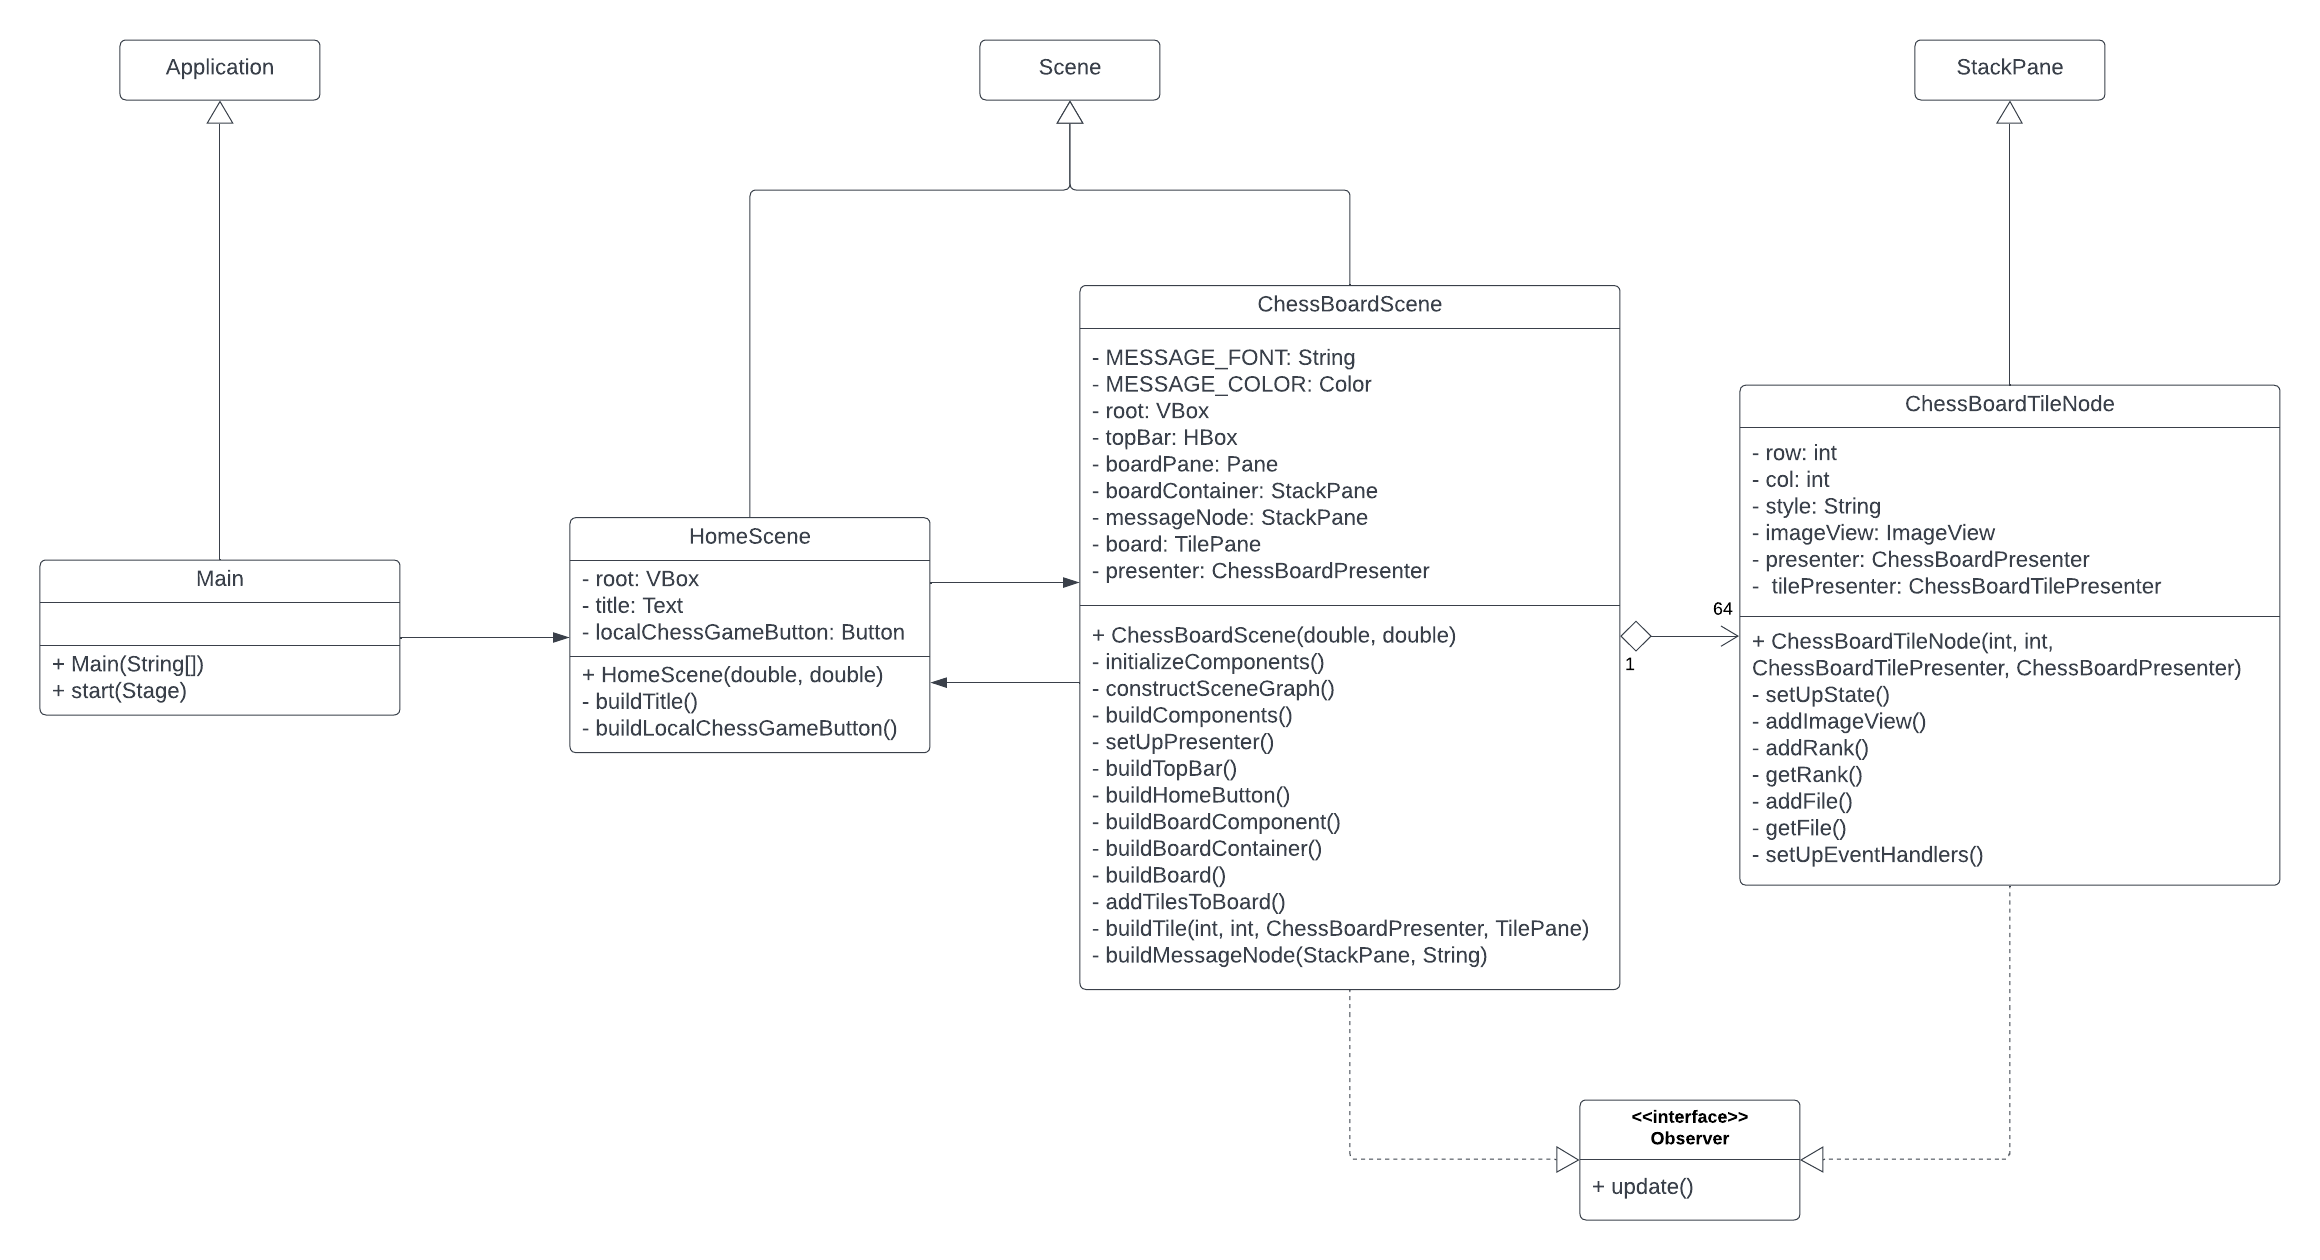 Application
Scene
StackPane
Main
+ Main(String[])
+ start(Stage)
HomeScene
- root: VBox
- title: Text
- localChessGameButton: Button
+ HomeScene(double, double)
- buildTitle()
- buildLocalChessGameButton()
ChessBoardScene
- MESSAGE_FONT: String
- MESSAGE_COLOR: Color
- root: VBox
- topBar: HBox
- boardPane: Pane
- boardContainer: StackPane
- messageNode: StackPane
- board: TilePane
- presenter: ChessBoardPresenter
+ ChessBoardScene(double, double)
- initializeComponents()
- constructSceneGraph()
- buildComponents()
- setUpPresenter()
- buildTopBar()
- buildHomeButton()
- buildBoardComponent()
- buildBoardContainer()
- buildBoard()
- addTilesToBoard()
- buildTile(int, int, ChessBoardPresenter, TilePane)
- buildMessageNode(StackPane, String)
1
64
ChessBoardTileNode
- row: int
- col: int
- style: String
- imageView: ImageView
- presenter: ChessBoardPresenter
-  tilePresenter: ChessBoardTilePresenter
+ ChessBoardTileNode(int, int,
ChessBoardTilePresenter, ChessBoardPresenter)
- setUpState()
- addImageView()
- addRank()
- getRank()
- addFile()
- getFile()
- setUpEventHandlers()
<<interface>>
Observer
+ update()